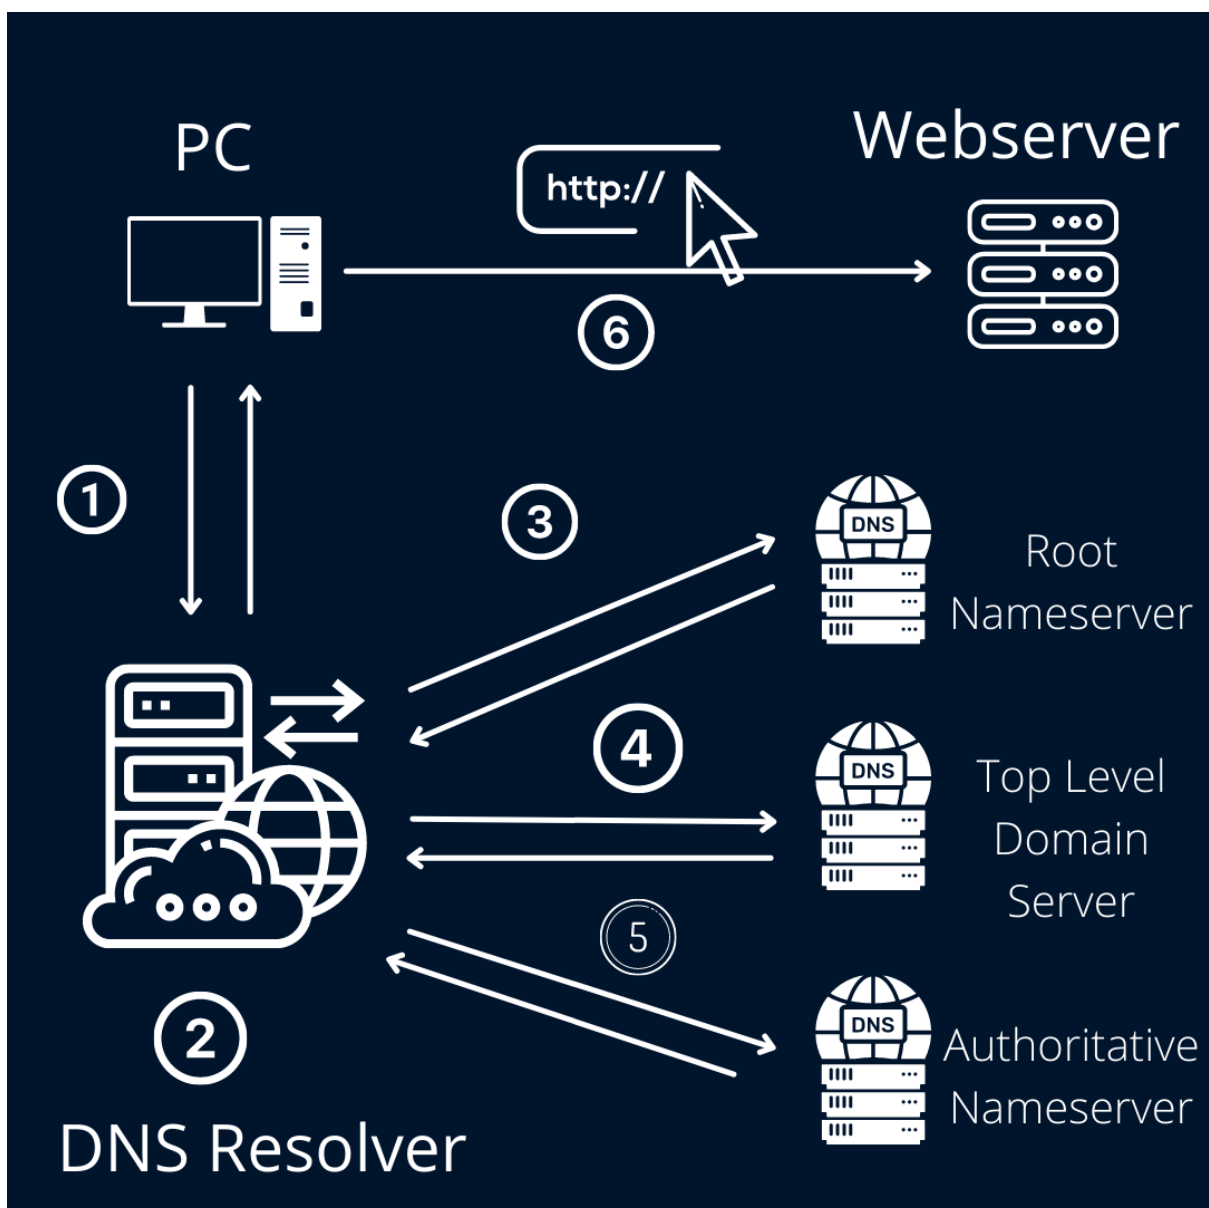 PC
Webserver
http://
6
1
3
DNS
Root
Nameserver
4
DNS
Top Level
Domain
Server
5
2
DNS Resolver
DNS
Authoritative
Nameserver